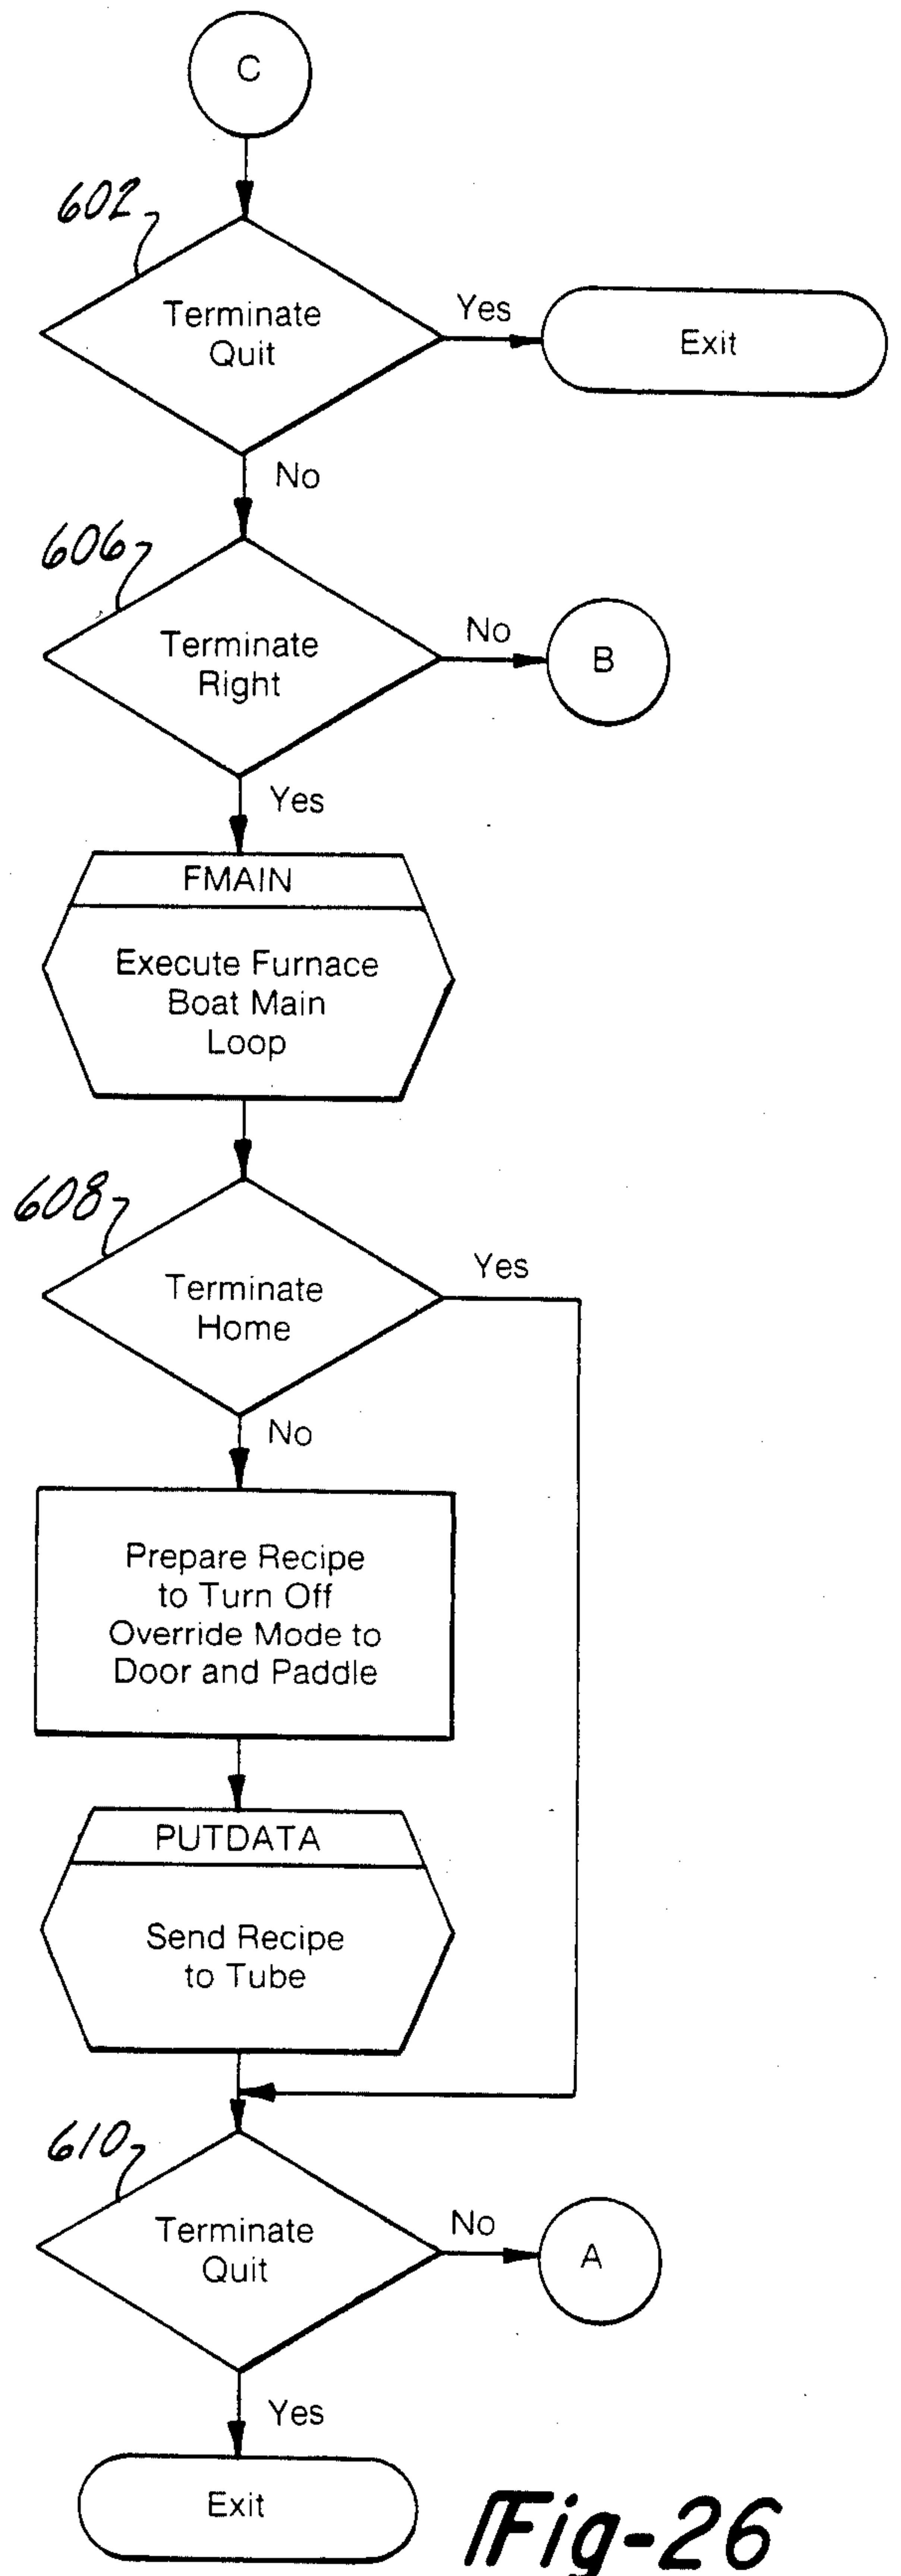 C
602
Terminate
Quit
Yes
Exit
No
606
Terminate
Right
No
B
Yes
FMAIN
Execute Furnace
Boat Main
Loop
608
Terminate
Home
Yes
No
Prepare Recipe
to Turn Off
Override Mode to
Door and Paddle
PUTDATA
Send Recipe
to Tube
610
Terminate
Quit
No
A
Yes
Exit
Fig-26